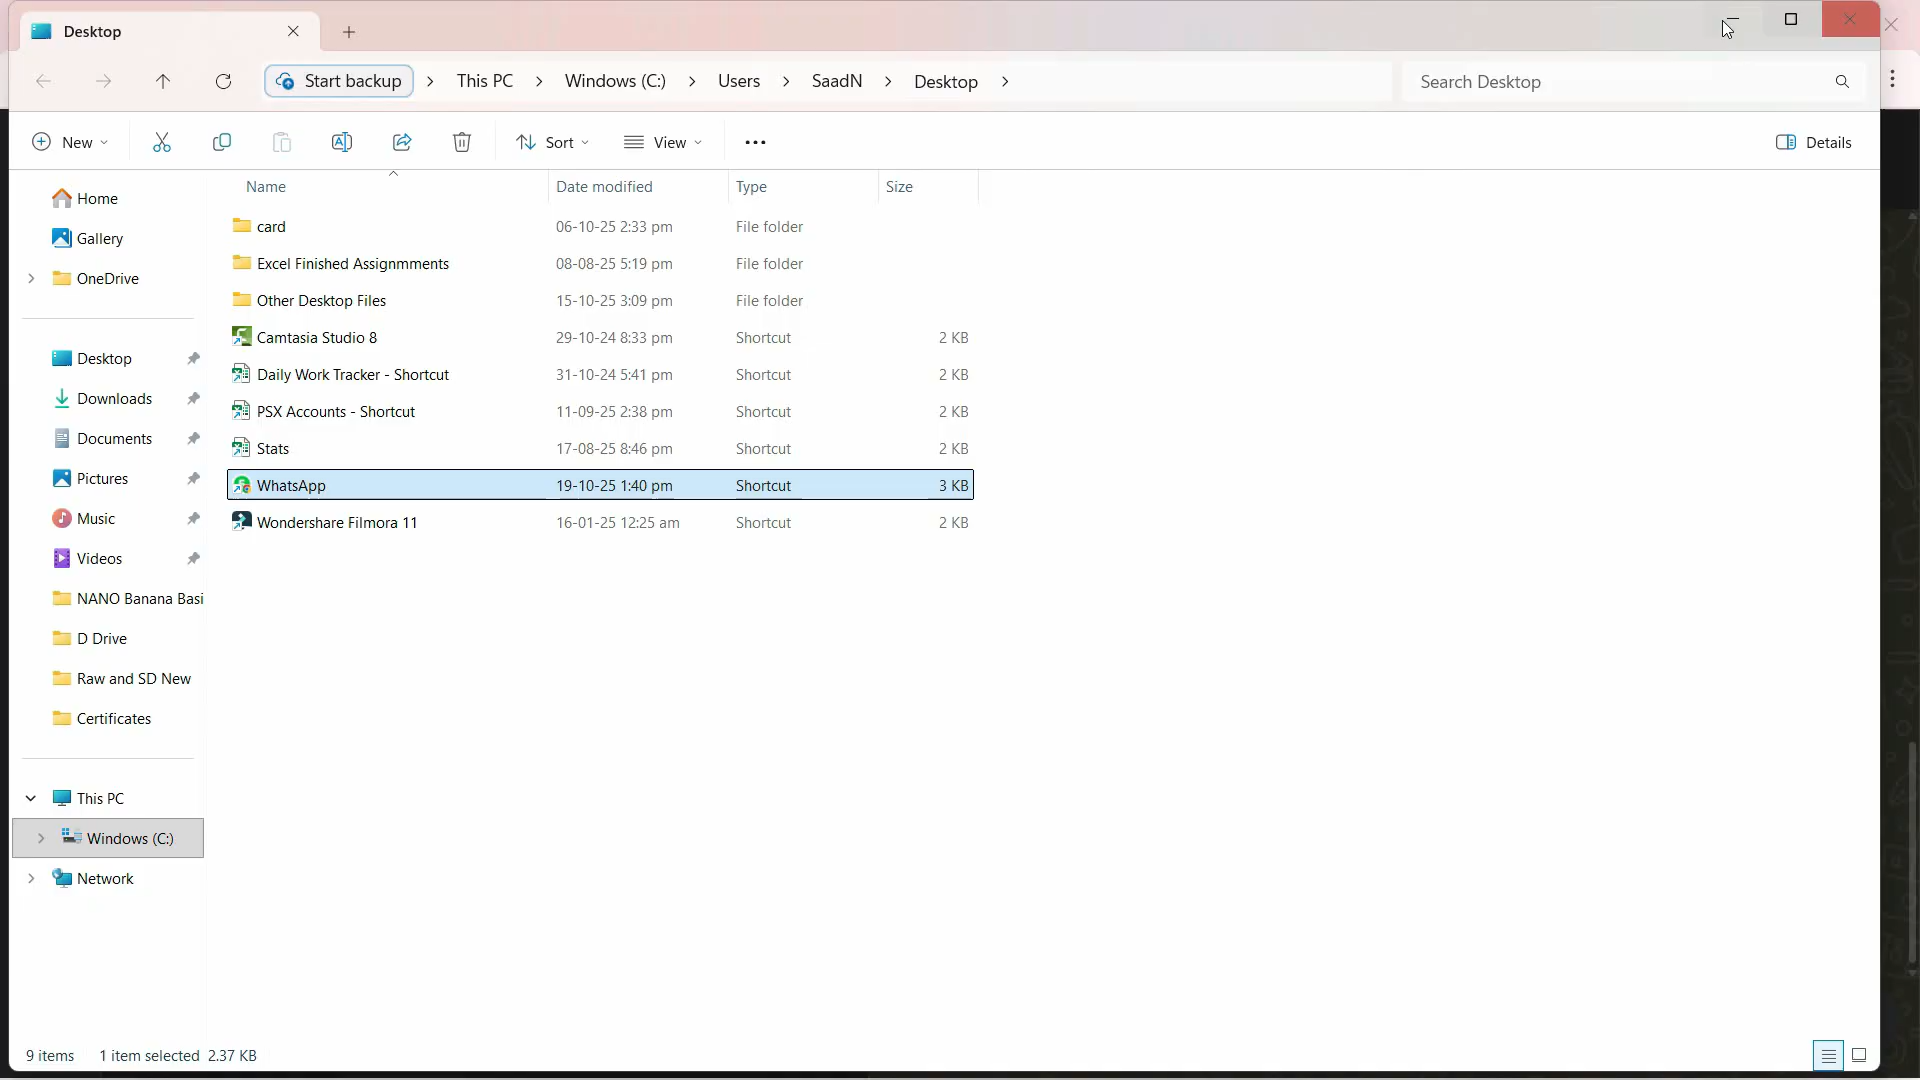 Desktop
Start backup > This PC > Windows (C:) > Users > SaadN > Desktop >
Search Desktop
New
Sort
View
Details
Name Date modified Type Size
Home
Gallery
OneDrive
Desktop
Downloads
Documents
Pictures
Music
Videos
NANO Banana Basi
D Drive
Raw and SD New
Certificates
This PC
Windows (C:)
Network
card 06-10-25 2:33 pm File folder
Excel Finished Assignmments 08-08-25 5:19 pm File folder
Other Desktop Files 15-10-25 3:09 pm File folder
Camtasia Studio 8 29-10-24 8:33 pm Shortcut 2 KB
Daily Work Tracker - Shortcut 31-10-24 5:41 pm Shortcut 2 KB
PSX Accounts - Shortcut 11-09-25 2:38 pm Shortcut 2 KB
Stats 17-08-25 8:46 pm Shortcut 2 KB
WhatsApp 19-10-25 1:40 pm Shortcut 3 KB
Wondershare Filmora 11 16-01-25 12:25 am Shortcut 2 KB
9 items 1 item selected 2.37 KB